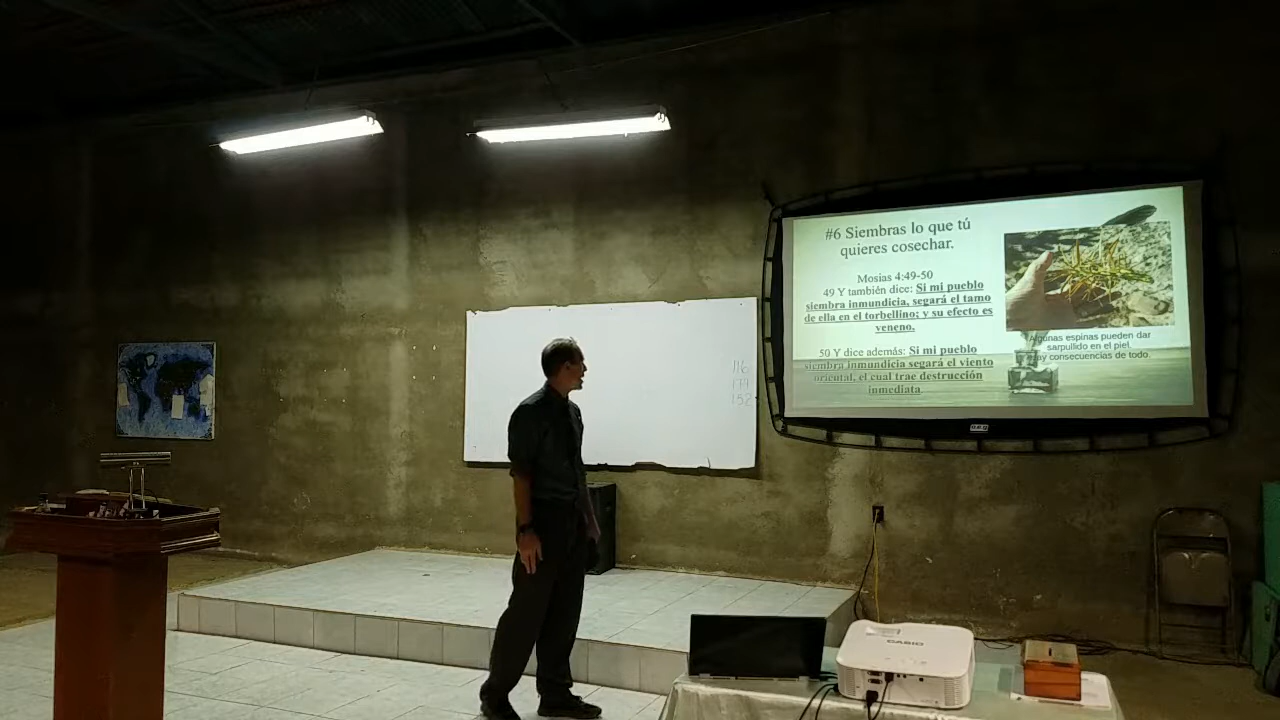 #6 Siembras lo que tú
quieres cosechar.
Mosias 4:49-50
49 Y también dice: Si mi pueblo
siembra inmundicia, segará el tamo
de ella en el torbellino; y su efecto es
veneno.
50 Y dice además: Si mi pueblo
siembra inmundicia segará el viento
oriental, el cual trae destrucción
inmediata.
Algunas espinas pueden dar
sarpullido en el piel.
Hay consecuencias de todo.
116
152
CASIO